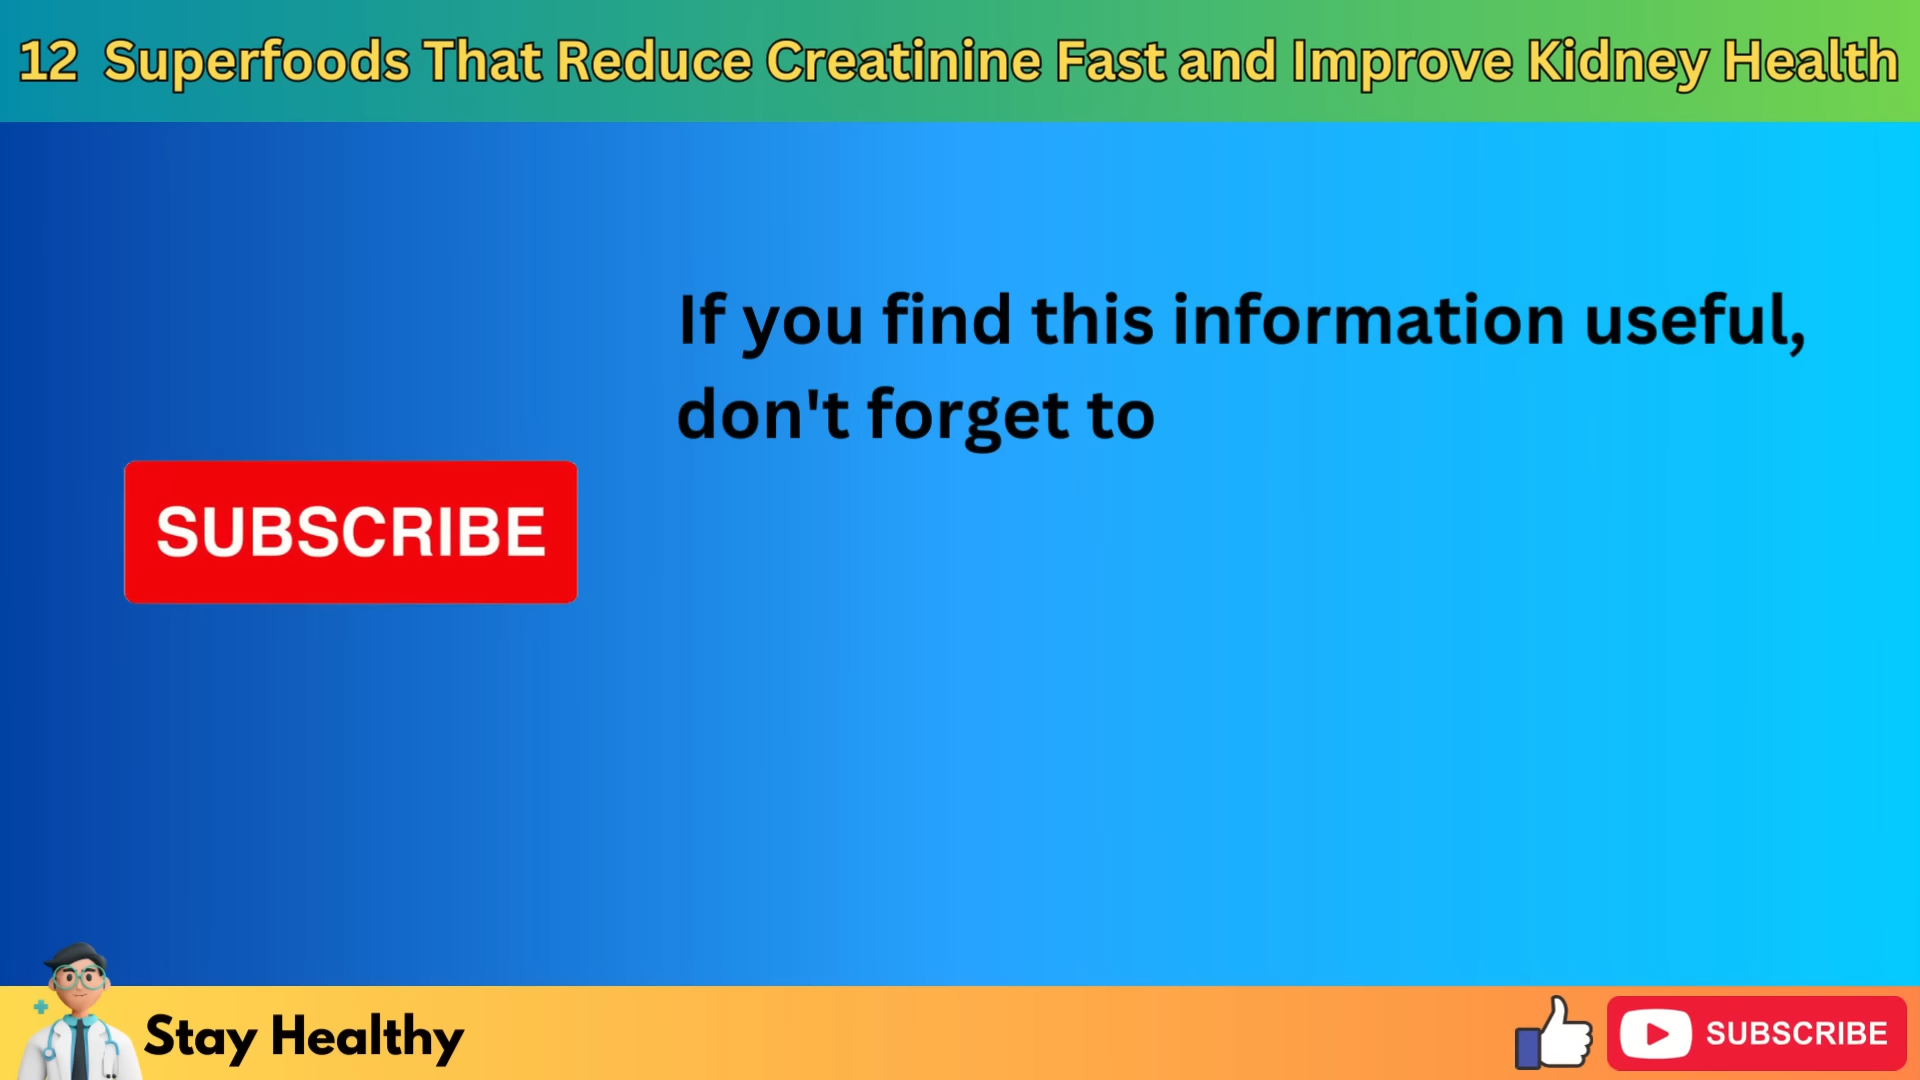 12 Superfoods That Reduce Creatinine Fast and Improve Kidney Health
If you find this information useful,
don't forget to
SUBSCRIBE
Stay Healthy
SUBSCRIBE